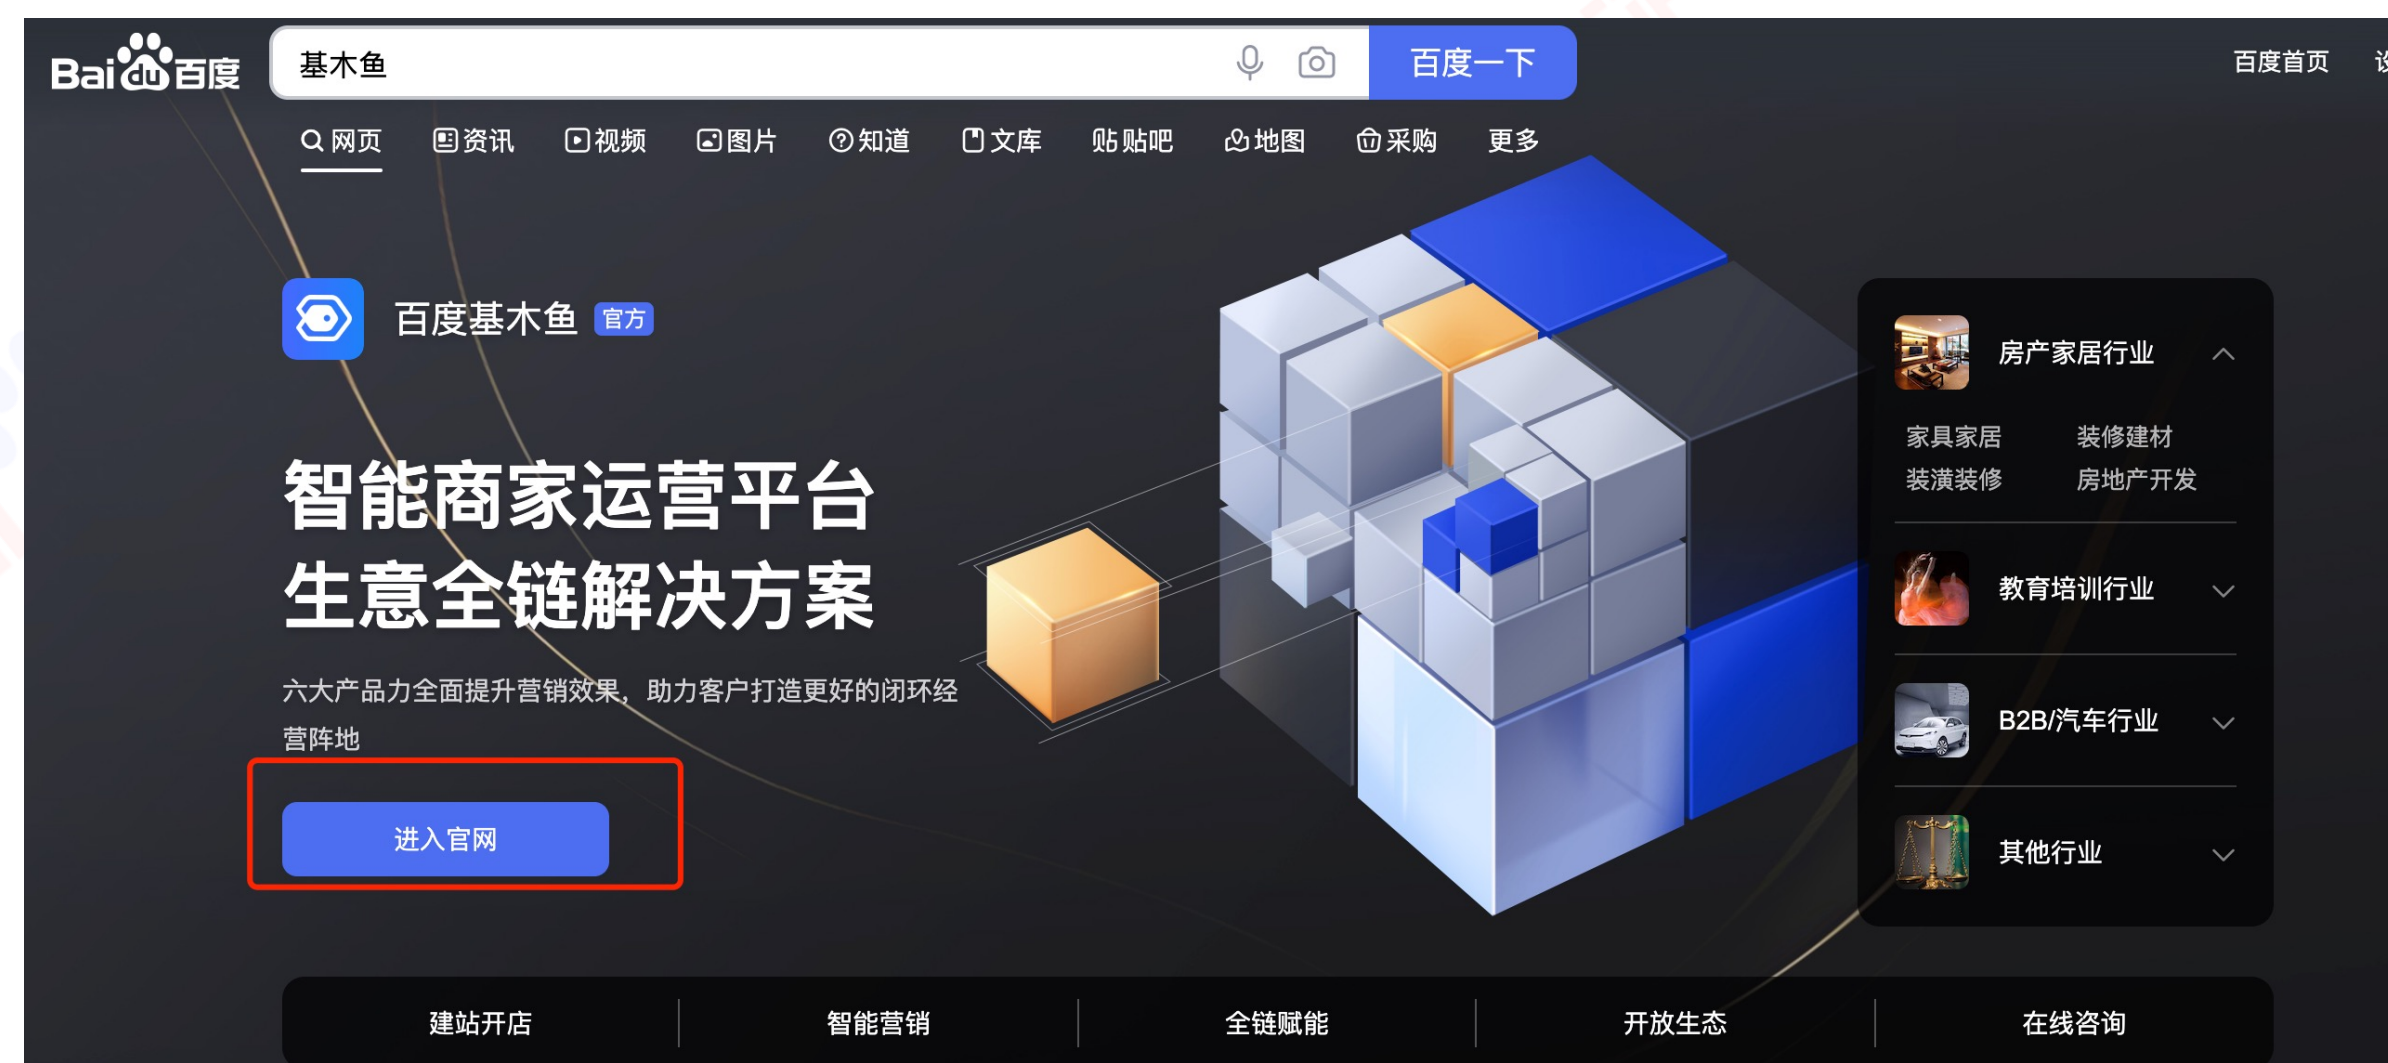 Bai du 百度
基木鱼
百度一下
百度首页
网页 资讯 视频 图片 知道 文库 贴贴吧 地图 采购 更多
百度基木鱼 官方
智能商家运营平台
生意全链解决方案
六大产品力全面提升营销效果，助力客户打造更好的闭环经
营阵地
进入官网
房产家居行业
家具家居 装修建材
装潢装修 房地产开发
教育培训行业
B2B/汽车行业
其他行业
建站开店 智能营销 全链赋能 开放生态 在线咨询